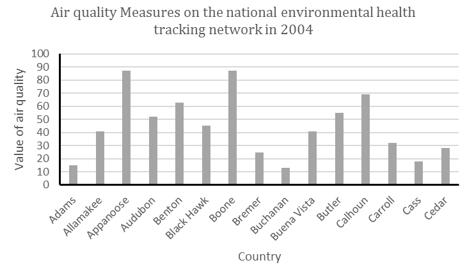 Air quality Measures on the national environmental health
tracking network in 2004
Value of air quality
100
90
80
70
60
50
40
30
20
10
0
Adams
Allamakee
Appanoose
Audubon
Benton
Black Hawk
Boone
Bremer
Buchanan
Buena Vista
Butler
Calhoun
Carroll
Cass
Cedar
Country